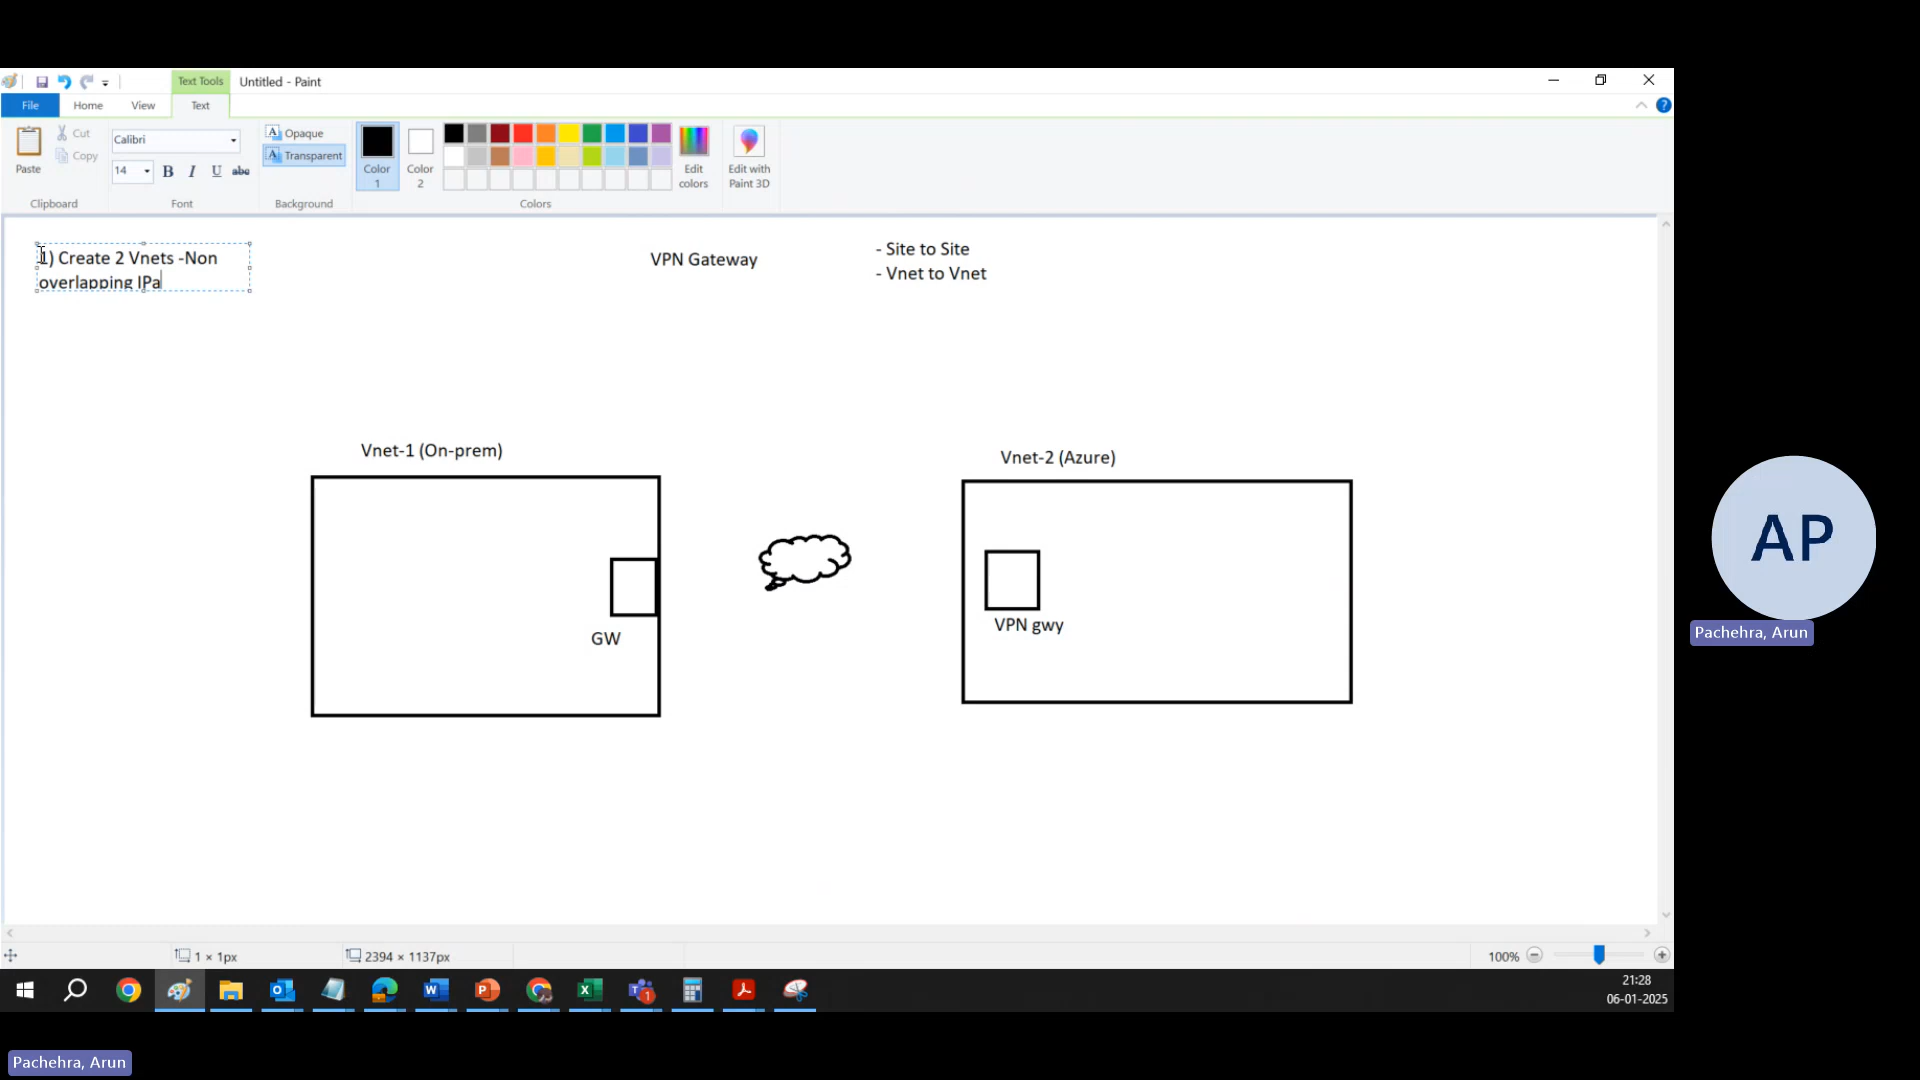 Text Tools
Untitled - Paint
File
Home
View
Text
Paste
Cut
Copy
Clipboard
Calibri
14
B I U abc
Font
Opaque
Transparent
Background
Color
1
Color
2
Edit
colors
Edit with
Paint 3D
Colors
1) Create 2 Vnets -Non
overlapping IPa
VPN Gateway
- Site to Site
- Vnet to Vnet
Vnet-1 (On-prem)
GW
Vnet-2 (Azure)
VPN gwy
AP
Pachehra, Arun
1 × 1px
2394 × 1137px
100%
21:28
06-01-2025
Pachehra, Arun